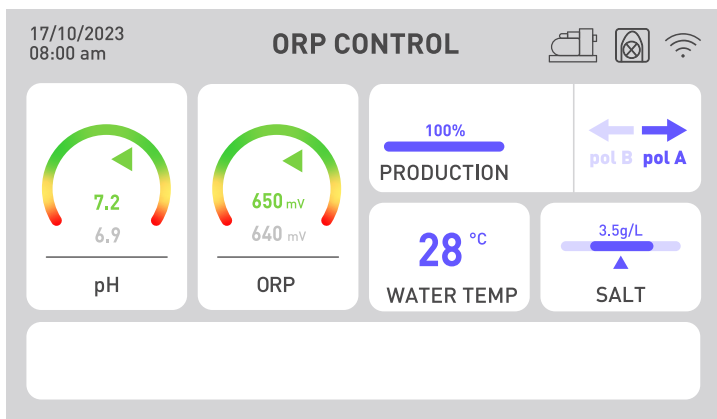 17/10/2023
08:00 am
ORP CONTROL
7.2
6.9
pH
650 mV
640 mV
ORP
100%
PRODUCTION
pol B pol A
28 °C
WATER TEMP
3.5g/L
SALT